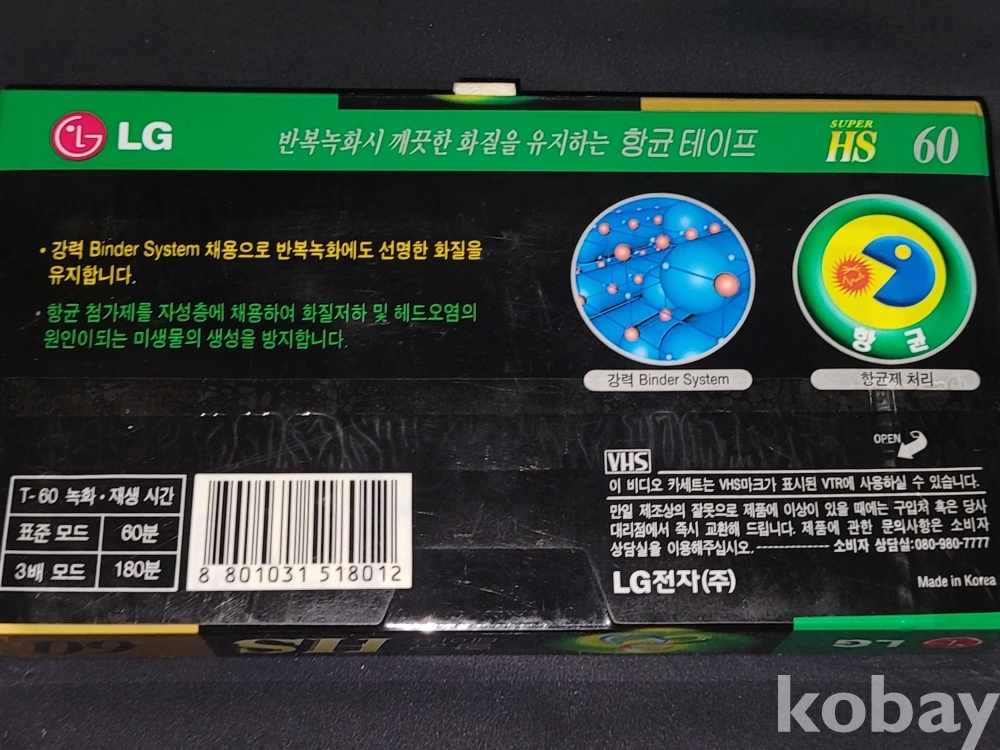 LG
반복녹화시 깨끗한 화질을 유지하는 항균 테이프
SUPER
HS
60
• 강력 Binder System 채용으로 반복녹화에도 선명한 화질을
유지합니다.
• 항균 첨가제를 자성층에 채용하여 화질저하 및 헤드오염의
원인이되는 미생물의 생성을 방지합니다.
항균
강력 Binder System
항균제 처리
OPEN
VHS
이 비디오 카세트는 VHS마크가 표시된 VTR에 사용하실 수 있습니다.
만일 제조상의 잘못으로 제품에 이상이 있을 때에는 구입처 혹은 당사
대리점에서 즉시 교환해 드립니다. 제품에 관한 문의사항은 소비자
상담실을 이용해주십시오.------------ 소비자 상담실:080-980-7777
LG전자(주)
Made in Korea
T-60 녹화·재생 시간
표준 모드 60분
3배 모드 180분
8 801031 518012
60
HS
LG
kobay